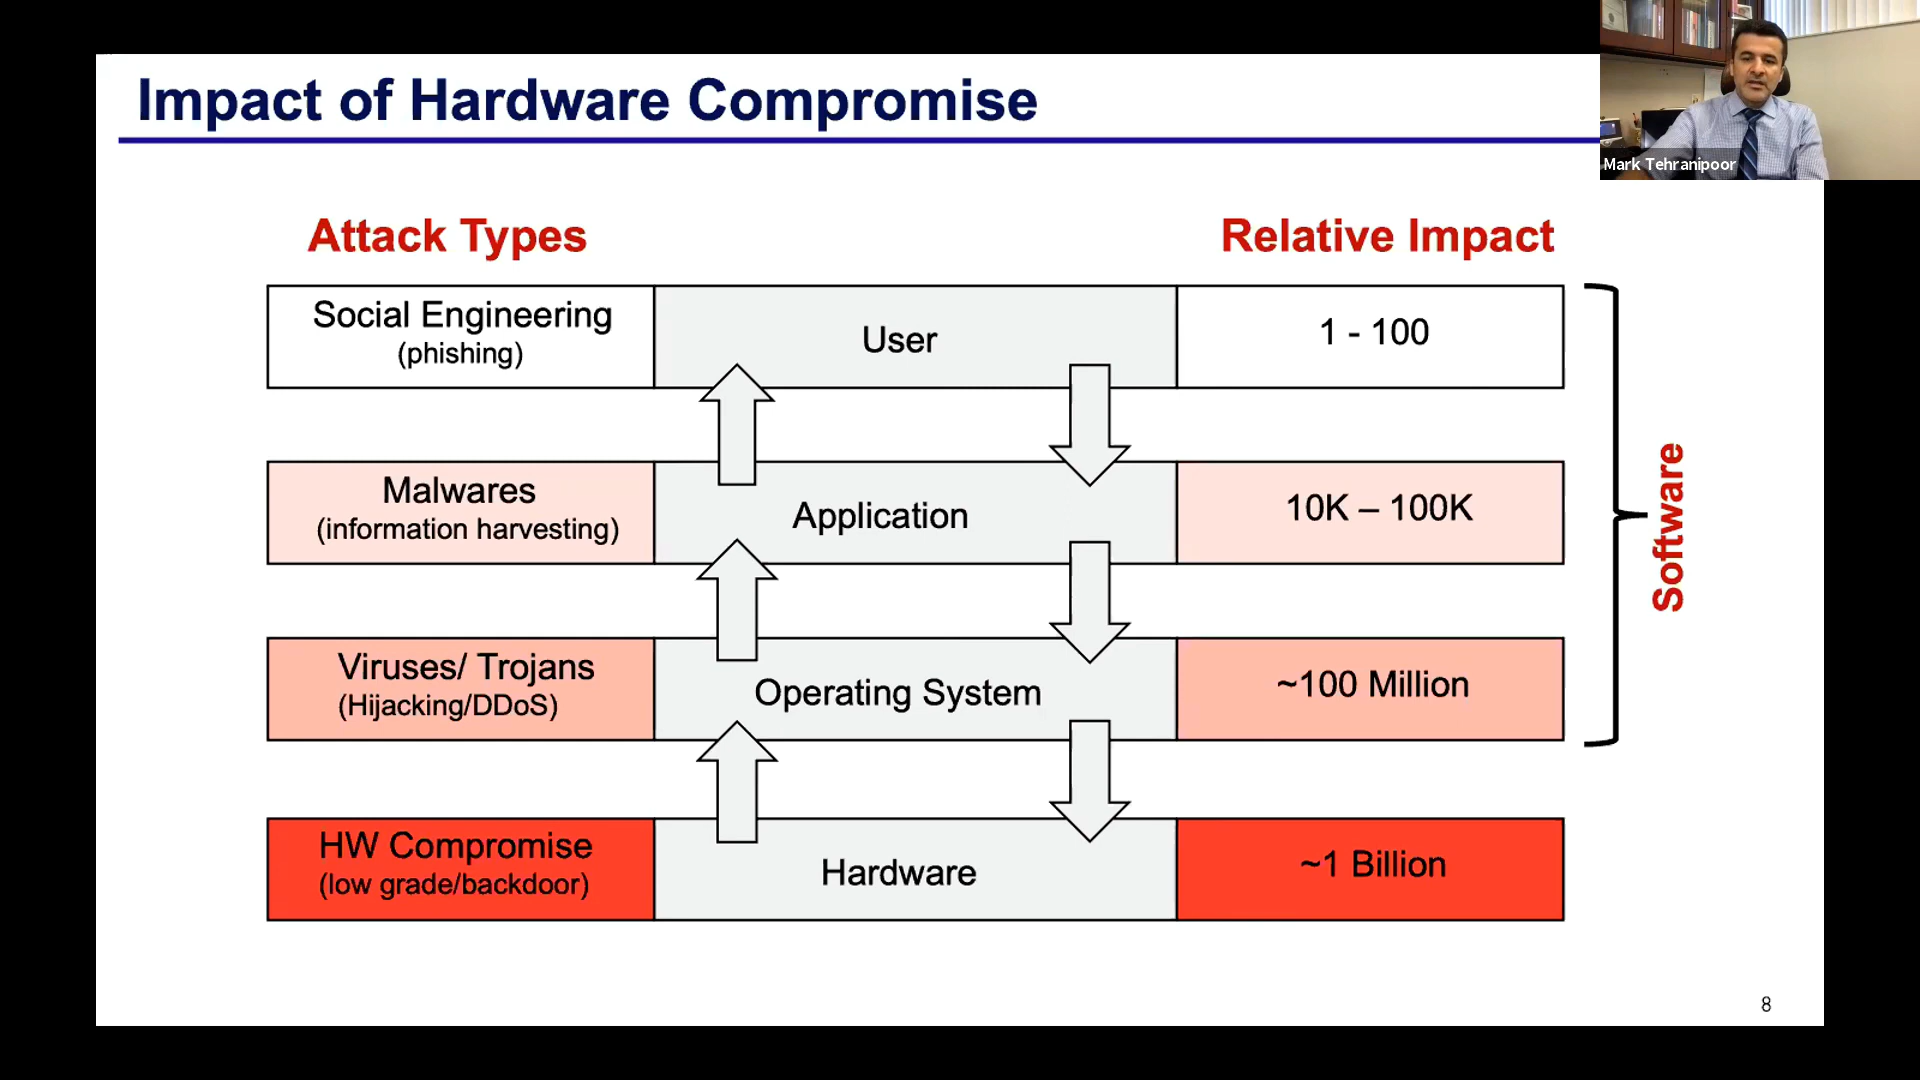 Impact of Hardware Compromise
Mark Tehranipoor
Attack Types
Relative Impact
Social Engineering
(phishing)
User
1 - 100
Malwares
(information harvesting)
Application
10K – 100K
Viruses/ Trojans
(Hijacking/DDoS)
Operating System
~100 Million
HW Compromise
(low grade/backdoor)
Hardware
~1 Billion
Software
8